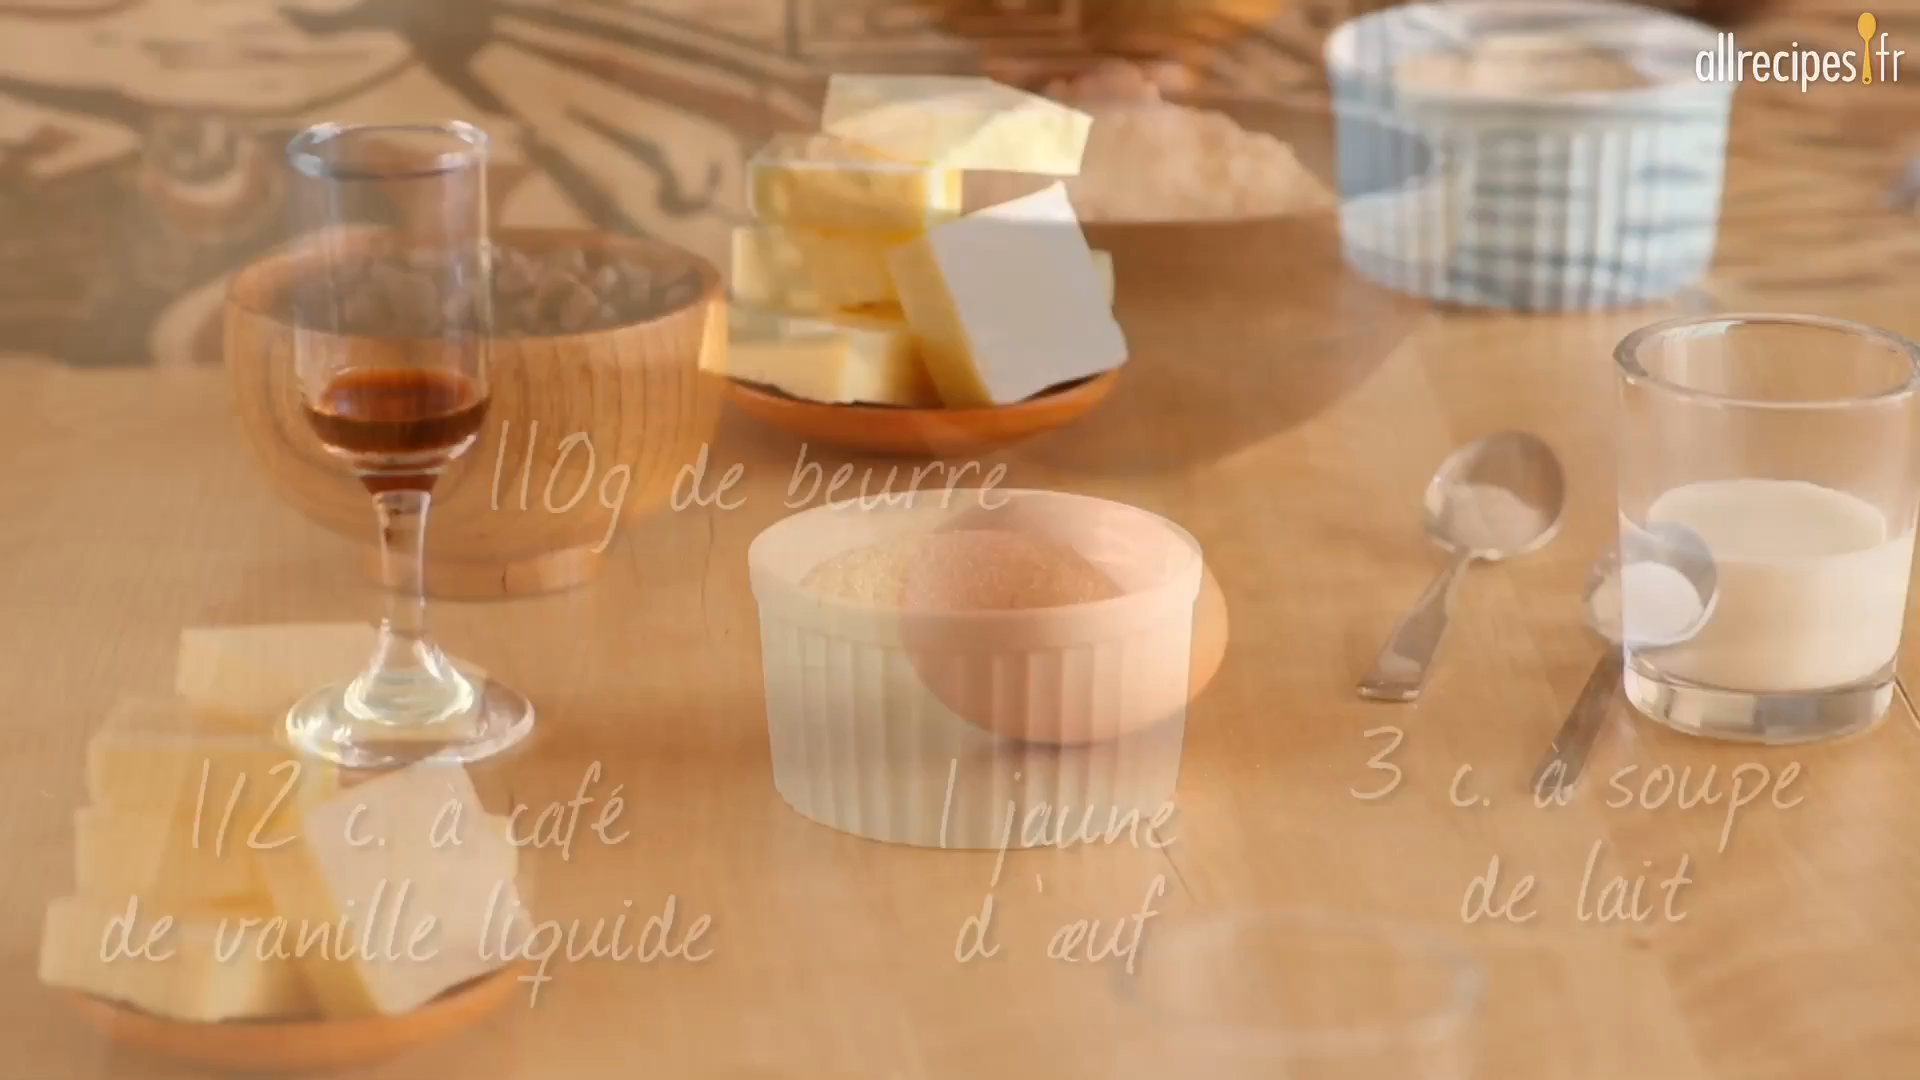 allrecipes fr
110g de beurre
1/2 c. à café
de vanille liquide
1 jaune
d'œuf
3 c. à soupe
de lait